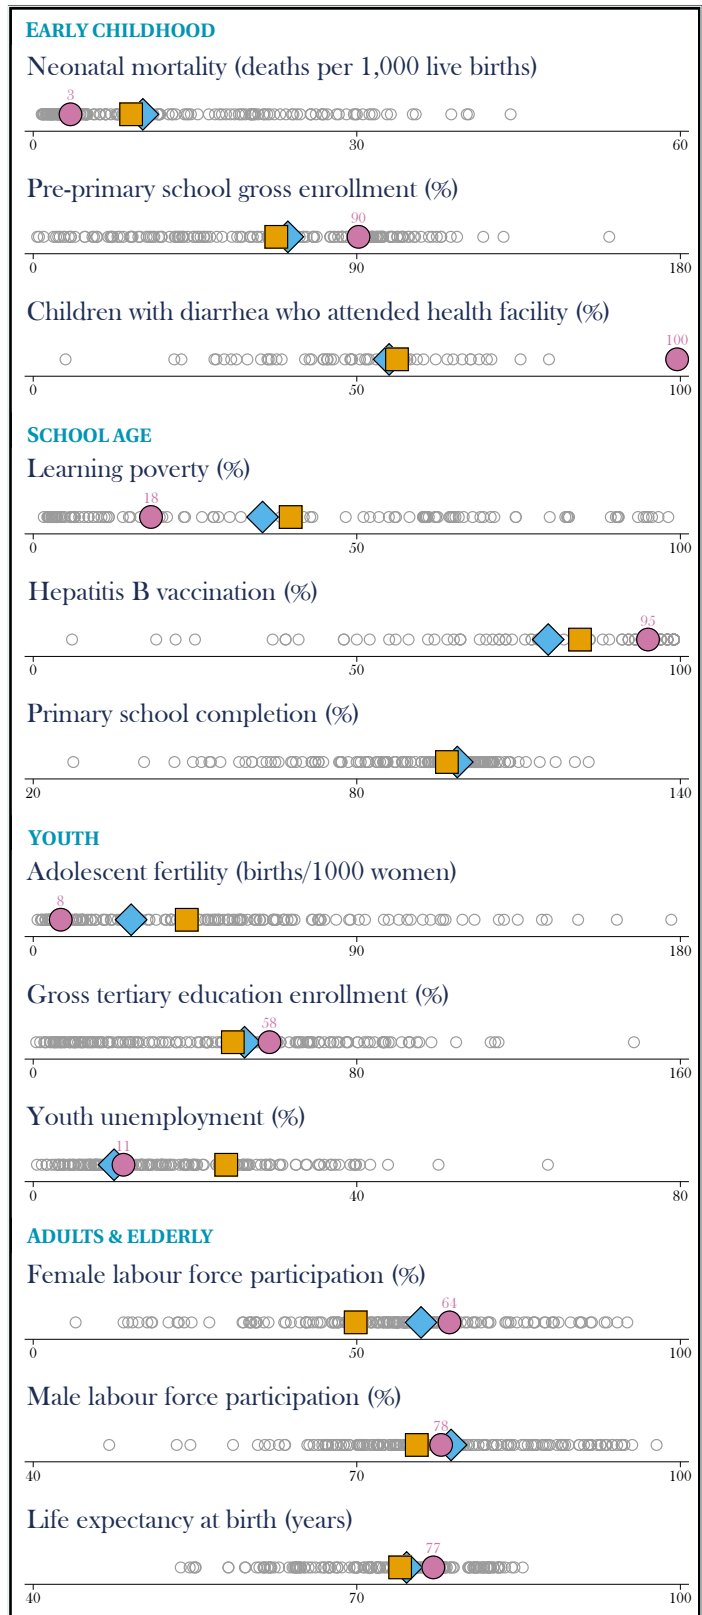 EARLY CHILDHOOD
Neonatal mortality (deaths per 1,000 live births)
3
0 30 60
Pre-primary school gross enrollment (%)
90
0 90 180
Children with diarrhea who attended health facility (%)
100
0 50 100
SCHOOL AGE
Learning poverty (%)
18
0 50 100
Hepatitis B vaccination (%)
95
0 50 100
Primary school completion (%)
20 80 140
YOUTH
Adolescent fertility (births/1000 women)
8
0 90 180
Gross tertiary education enrollment (%)
58
0 80 160
Youth unemployment (%)
11
0 40 80
ADULTS & ELDERLY
Female labour force participation (%)
64
0 50 100
Male labour force participation (%)
78
40 70 100
Life expectancy at birth (years)
77
40 70 100